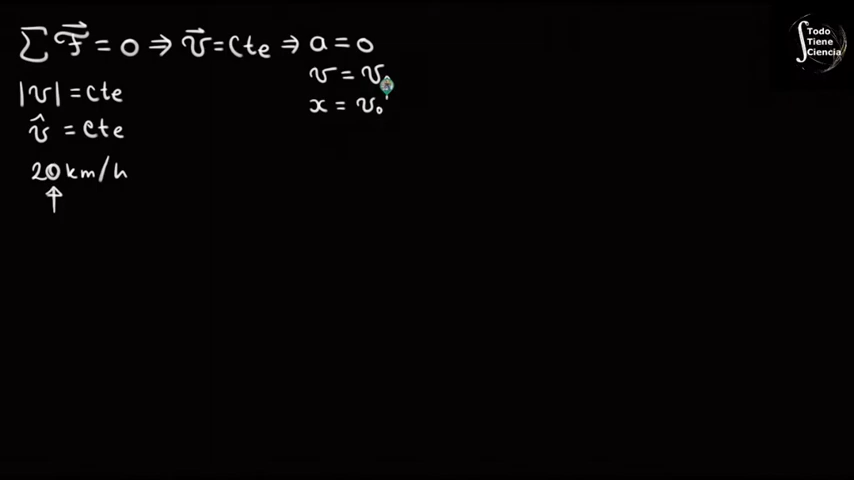 ∑ F⃗ = 0 ⇒ v⃗ = Cte ⇒ a = 0
v = v₀
x = v₀
|v| = cte
v̂ = cte
20 km/h
↑
Todo
Tiene
Ciencia